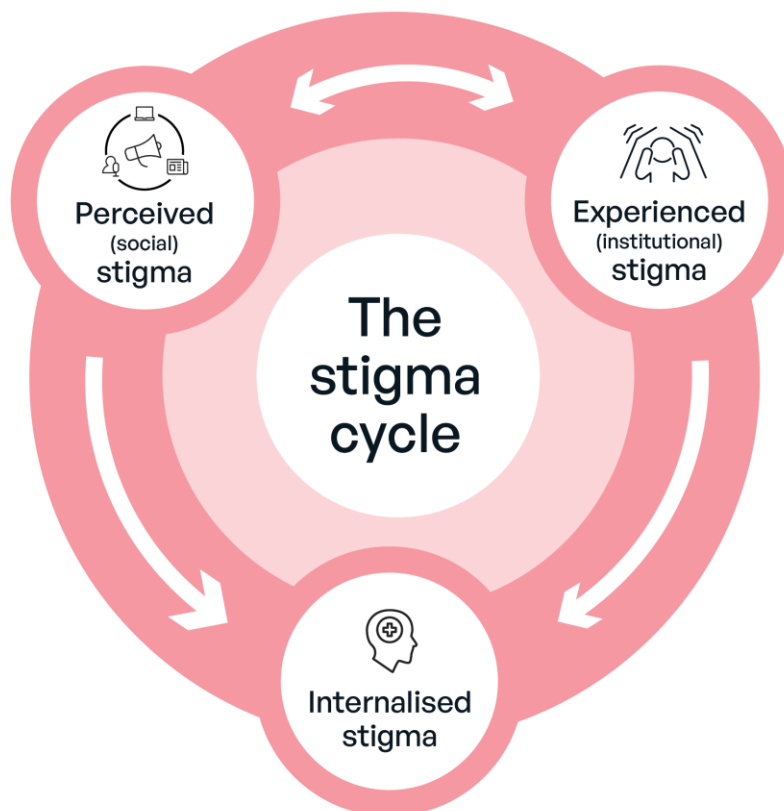 Perceived
(social)
stigma
Experienced
(institutional)
stigma
The
stigma
cycle
Internalised
stigma